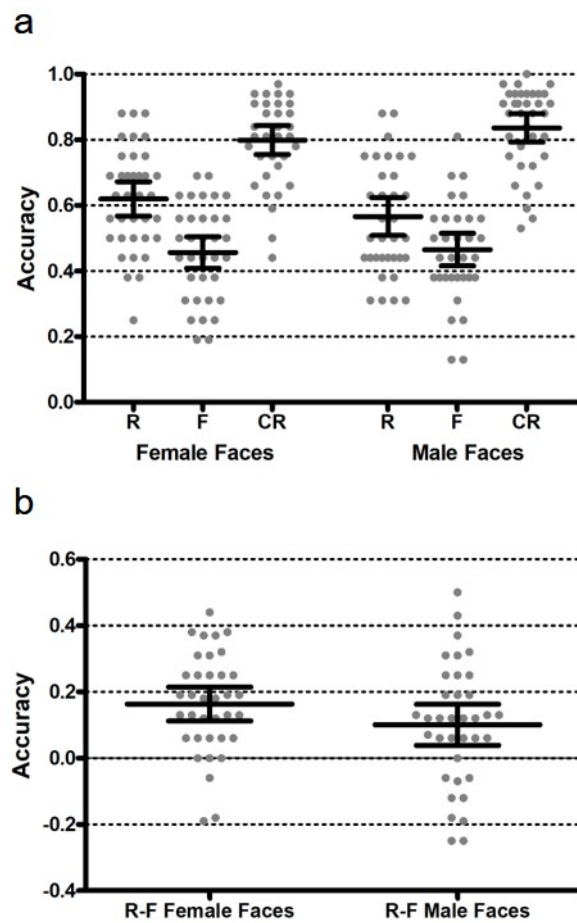 a
1.0
0.8
0.6
0.4
0.2
0.0
Accuracy
R F CR R F CR
Female Faces Male Faces
b
0.6
0.4
0.2
0.0
-0.2
-0.4
Accuracy
R-F Female Faces R-F Male Faces